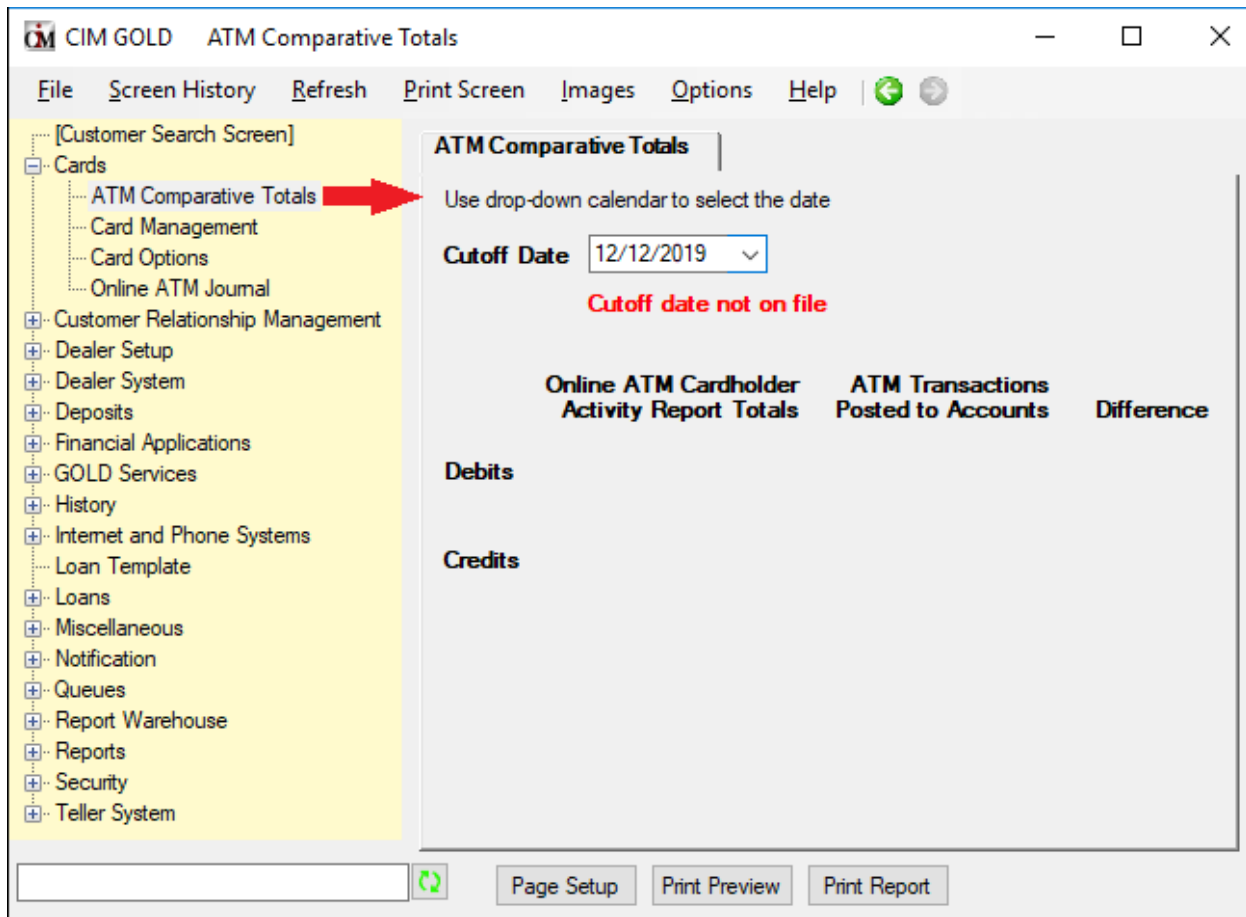 CIM GOLD ATM Comparative Totals
File Screen History Refresh Print Screen Images Options Help
[Customer Search Screen]
Cards
ATM Comparative Totals
Card Management
Card Options
Online ATM Journal
Customer Relationship Management
Dealer Setup
Dealer System
Deposits
Financial Applications
GOLD Services
History
Internet and Phone Systems
Loan Template
Loans
Miscellaneous
Notification
Queues
Report Warehouse
Reports
Security
Teller System
ATM Comparative Totals
Use drop-down calendar to select the date
Cutoff Date 12/12/2019
Cutoff date not on file
Online ATM Cardholder ATM Transactions
Activity Report Totals Posted to Accounts Difference
Debits
Credits
Page Setup Print Preview Print Report